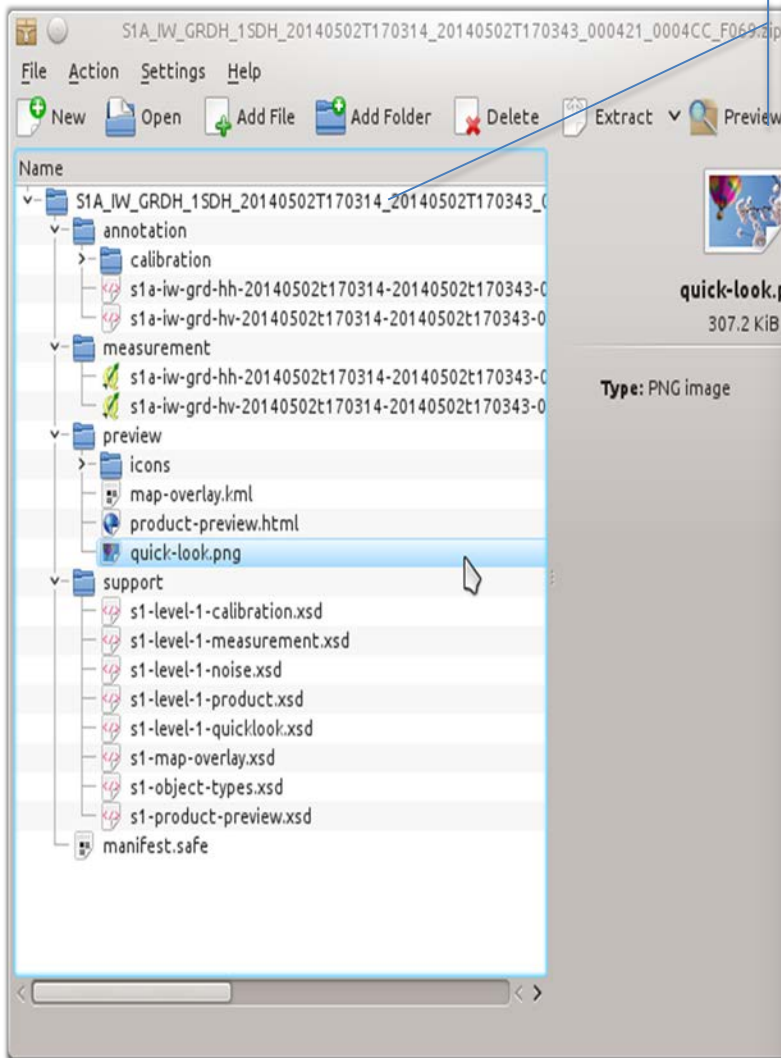 S1A_IW_GRDH_1SDH_20140502T170314_20140502T170343_000421_0004CC_F069.zip
File Action Settings Help
New Open Add File Add Folder Delete Extract Preview
Name
S1A_IW_GRDH_1SDH_20140502T170314_20140502T170343_0
annotation
calibration
s1a-iw-grd-hh-20140502t170314-20140502t170343-0
s1a-iw-grd-hv-20140502t170314-20140502t170343-0
measurement
s1a-iw-grd-hh-20140502t170314-20140502t170343-0
s1a-iw-grd-hv-20140502t170314-20140502t170343-0
preview
icons
map-overlay.kml
product-preview.html
quick-look.png
support
s1-level-1-calibration.xsd
s1-level-1-measurement.xsd
s1-level-1-noise.xsd
s1-level-1-product.xsd
s1-level-1-quicklook.xsd
s1-map-overlay.xsd
s1-object-types.xsd
s1-product-preview.xsd
manifest.safe
quick-look.p
307.2 KiB
Type: PNG image